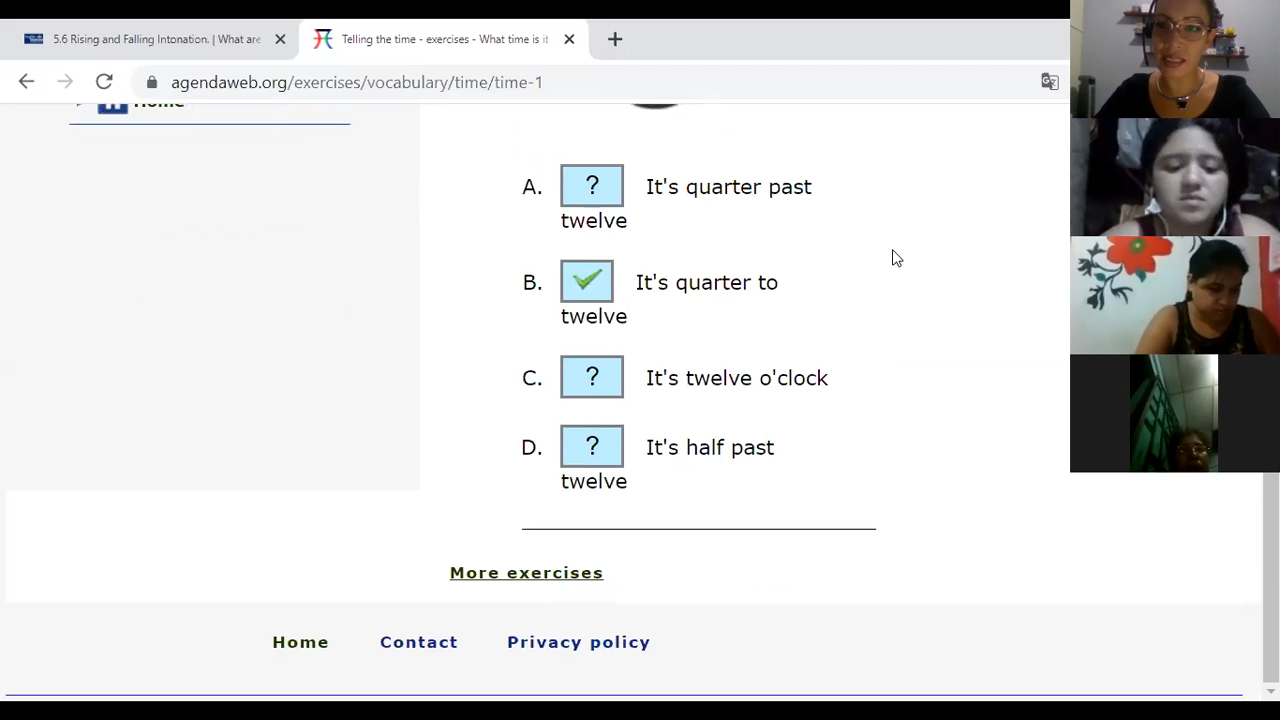 5.6 Rising and Falling Intonation. | What are
Telling the time - exercises - What time is it
agendaweb.org/exercises/vocabulary/time/time-1
Home
A. ? It's quarter past
twelve
B. It's quarter to
twelve
C. ? It's twelve o'clock
D. ? It's half past
twelve
More exercises
Home Contact Privacy policy